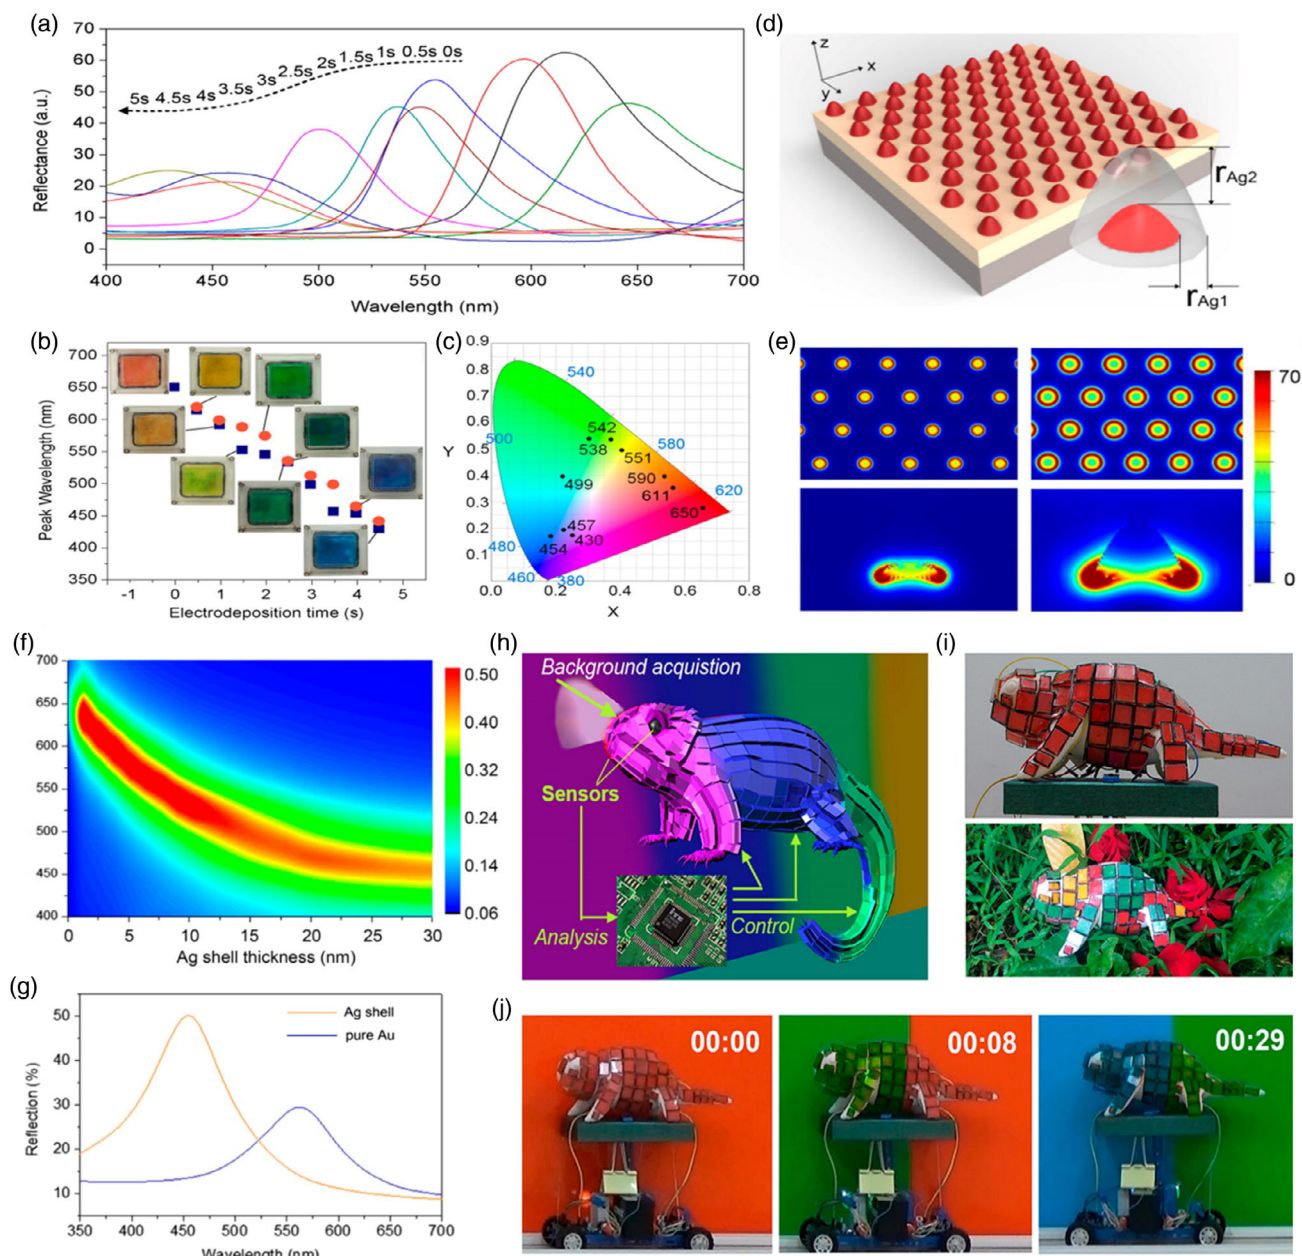 (a)
70
60
50
40
30
20
10
0
Reflectance (a.u.)
5s 4.5s 4s 3.5s 3s 2.5s 2s 1.5s 1s 0.5s 0s
400 450 500 550 600 650 700
Wavelength (nm)
(d)
z
x
y
rAg2
rAg1
(b)
700
650
600
550
500
450
400
350
Peak Wavelength (nm)
-1 0 1 2 3 4 5
Electrodeposition time (s)
(c)
0.9
0.8
0.7
0.6
0.5
0.4
0.3
0.2
0.1
Y
540
500
542
538
580
551
590
499
611
620
650
457
480
454
430
460
380
0.0 0.2 0.4 0.6 0.8
X
(e)
70
0
(f)
700
650
600
550
500
450
400
0 5 10 15 20 25 30
Ag shell thickness (nm)
0.50
0.40
0.32
0.24
0.14
0.06
(g)
50
40
30
20
10
Reflection (%)
Ag shell
pure Au
350 400 450 500 550 600 650 700
Wavelength (nm)
(h)
Background acquistion
Sensors
Analysis
Control
(i)
(j)
00:00
00:08
00:29